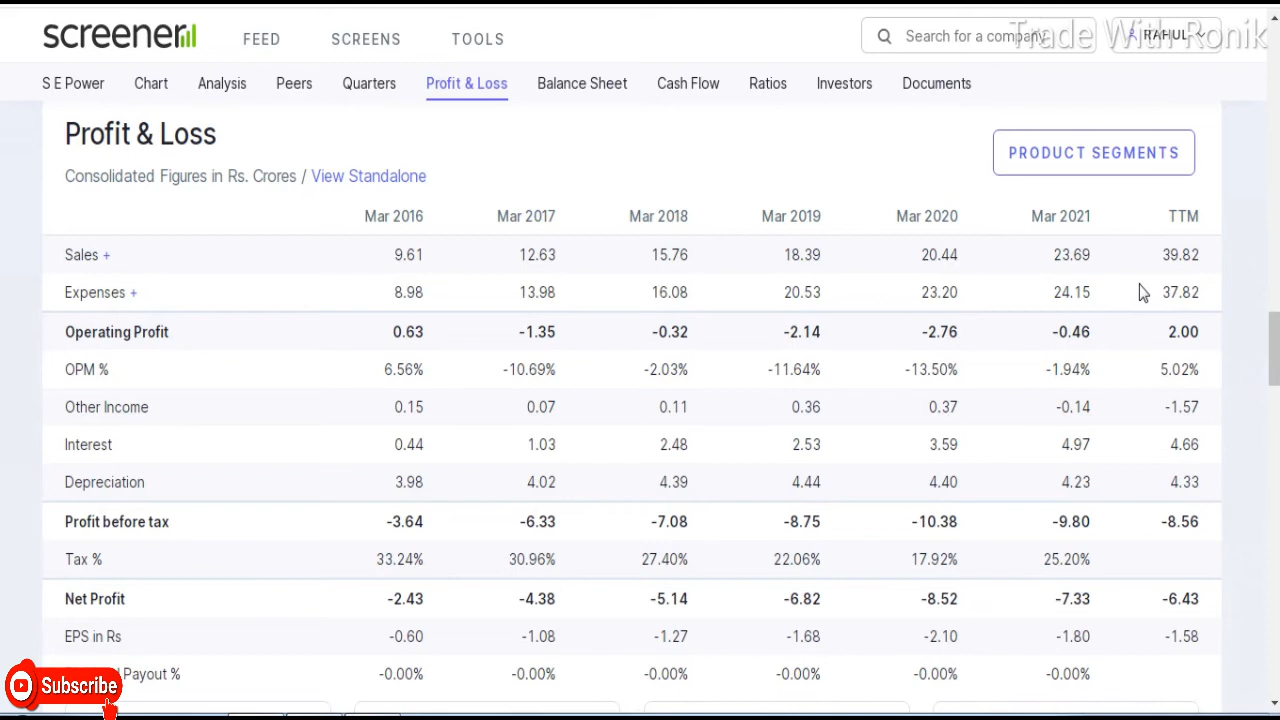 screener FEED SCREENS TOOLS Search for a company RAHUL
Trade With Ronik
S E Power Chart Analysis Peers Quarters Profit & Loss Balance Sheet Cash Flow Ratios Investors Documents
Profit & Loss
PRODUCT SEGMENTS
Consolidated Figures in Rs. Crores / View Standalone
Mar 2016 Mar 2017 Mar 2018 Mar 2019 Mar 2020 Mar 2021 TTM
Sales + 9.61 12.63 15.76 18.39 20.44 23.69 39.82
Expenses + 8.98 13.98 16.08 20.53 23.20 24.15 37.82
Operating Profit 0.63 -1.35 -0.32 -2.14 -2.76 -0.46 2.00
OPM % 6.56% -10.69% -2.03% -11.64% -13.50% -1.94% 5.02%
Other Income 0.15 0.07 0.11 0.36 0.37 -0.14 -1.57
Interest 0.44 1.03 2.48 2.53 3.59 4.97 4.66
Depreciation 3.98 4.02 4.39 4.44 4.40 4.23 4.33
Profit before tax -3.64 -6.33 -7.08 -8.75 -10.38 -9.80 -8.56
Tax % 33.24% 30.96% 27.40% 22.06% 17.92% 25.20%
Net Profit -2.43 -4.38 -5.14 -6.82 -8.52 -7.33 -6.43
EPS in Rs -0.60 -1.08 -1.27 -1.68 -2.10 -1.80 -1.58
Payout % -0.00% -0.00% -0.00% -0.00% -0.00% -0.00%
Subscribe